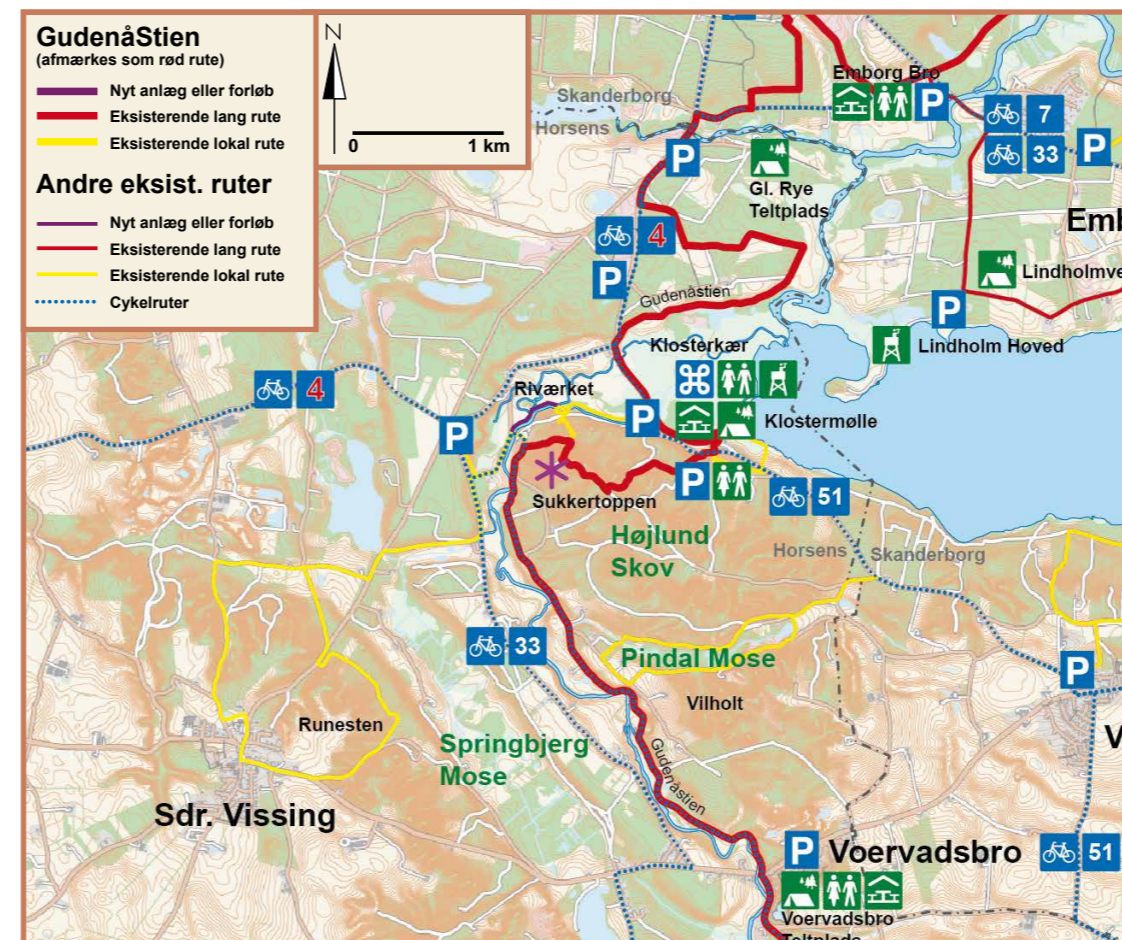 GudenåStien
(afmærkes som rød rute)
Nyt anlæg eller forløb
Eksisterende lang rute
Eksisterende lokal rute
Andre eksist. ruter
Nyt anlæg eller forløb
Eksisterende lang rute
Eksisterende lokal rute
Cykelruter
N
0 1 km
Emborg Bro
P
7
33
P
Skanderborg
Horsens
P
Gl. Rye
Teltplads
4
P
Emb
Lindholmve
P
Lindholm Hoved
Gudenåstien
Klosterkær
Klostermølle
Riværket
P
4
P
Sukkertoppen
P
51
Højlund
Skov
Horsens
Skanderborg
33
Pindal Mose
Vilholt
P
V
Runesten
Springbjerg
Mose
Gudenåstien
Sdr. Vissing
P Voervadsbro
51
Voervadsbro
Teltplads